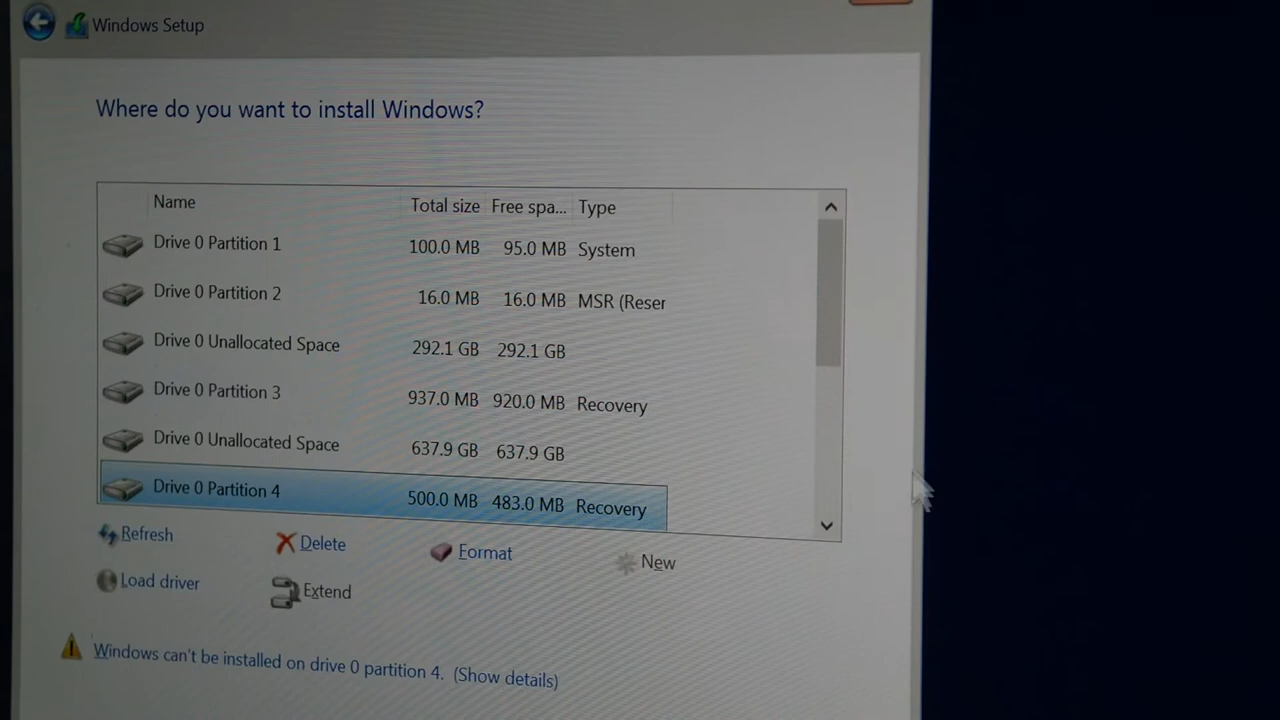 Windows Setup
Where do you want to install Windows?
Name Total size Free spa... Type
Drive 0 Partition 1 100.0 MB 95.0 MB System
Drive 0 Partition 2 16.0 MB 16.0 MB MSR (Reser
Drive 0 Unallocated Space 292.1 GB 292.1 GB
Drive 0 Partition 3 937.0 MB 920.0 MB Recovery
Drive 0 Unallocated Space 637.9 GB 637.9 GB
Drive 0 Partition 4 500.0 MB 483.0 MB Recovery
Refresh Delete Format New
Load driver Extend
Windows can't be installed on drive 0 partition 4. (Show details)